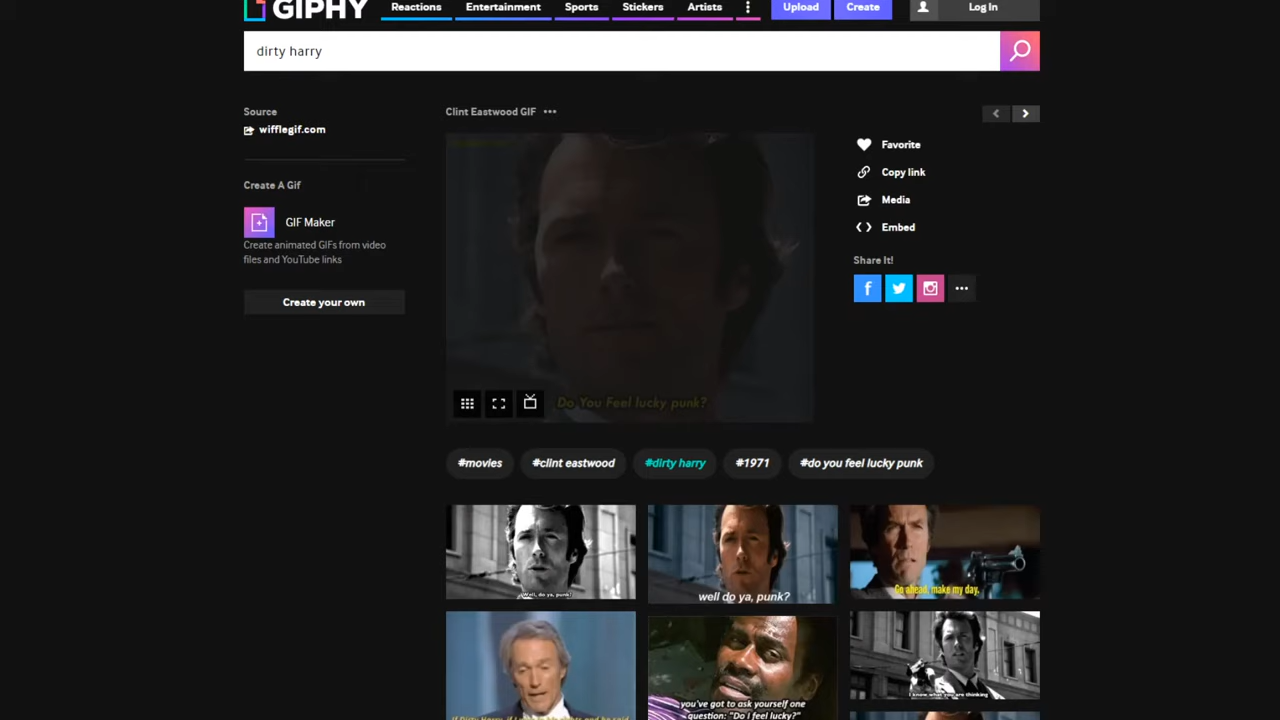 GIPHY
Reactions
Entertainment
Sports
Stickers
Artists
Upload
Create
Log In
dirty harry
Source
wifflegif.com
Create A Gif
GIF Maker
Create animated GIFs from video
files and YouTube links
Create your own
Clint Eastwood GIF
Do You Feel lucky punk?
Favorite
Copy link
Media
Embed
Share It!
#movies
#clint eastwood
#dirty harry
#1971
#do you feel lucky punk
Well, do ya, punk?
well do ya, punk?
Go ahead, make my day.
you've got to ask yourself one
question: "Do I feel lucky?"
I know what you are thinking